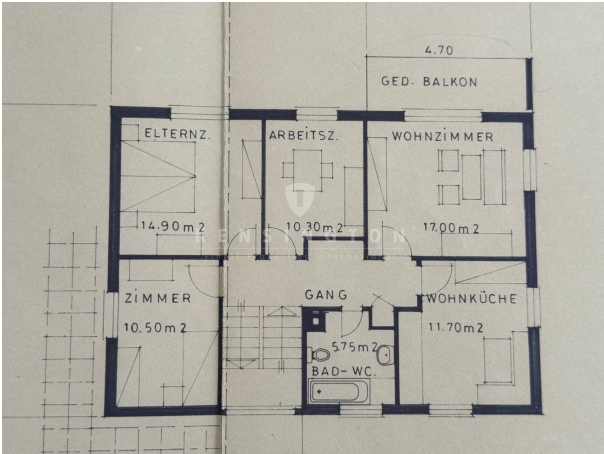 4.70
GED- BALKON
ELTERNZ.
ARBEITSZ.
WOHNZIMMER
14.90 m2
10.30 m2
17.00 m2
KENSINGTON
ZIMMER
GANG
WOHNKÜCHE
10.50 m2
11.70 m2
5.75 m2
BAD-WC.